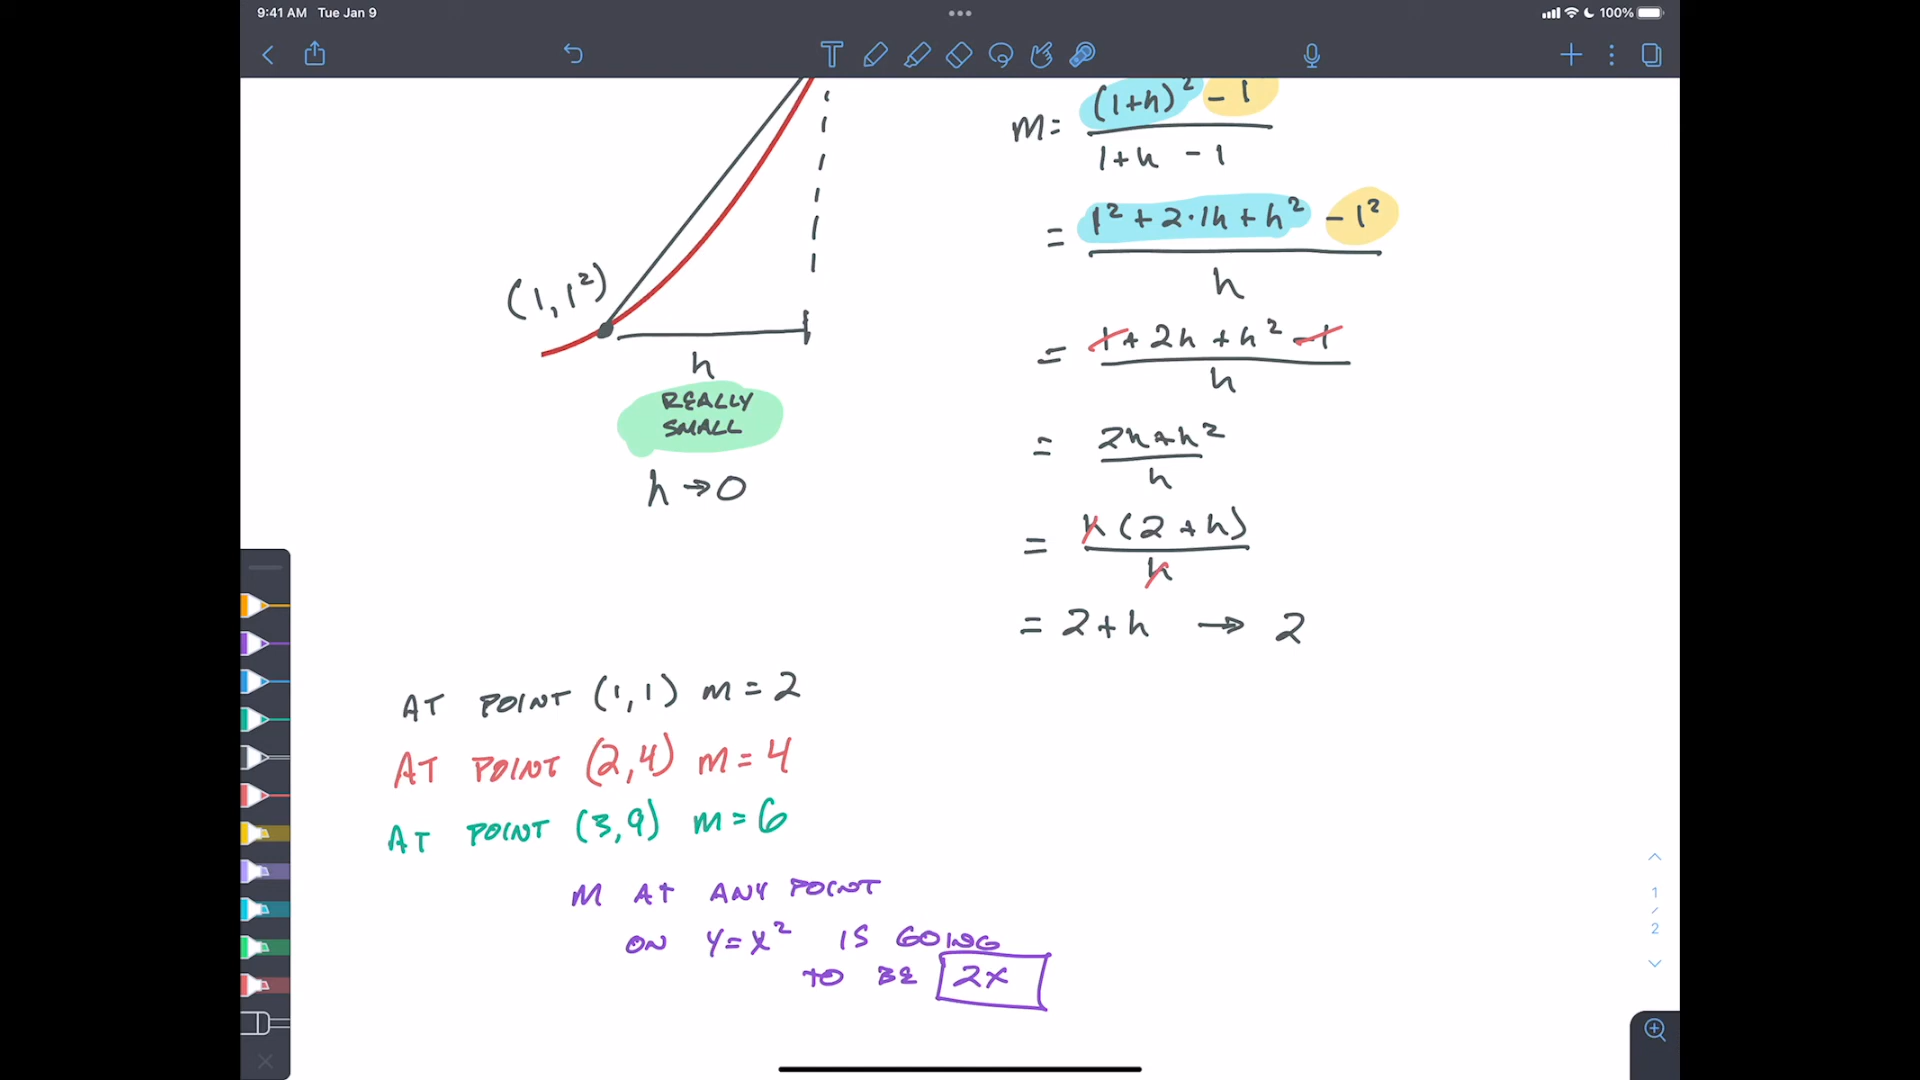 9:41 AM Tue Jan 9
100%
m = (1+h)² - 1 / 1+h - 1
= 1² + 2·1h + h² - 1² / h
= 1 + 2h + h² - 1 / h
= 2h+h² / h
= h(2+h) / h
= 2+h → 2
(1, 1²)
h
REALLY
SMALL
h → 0
AT POINT (1,1) m = 2
AT POINT (2,4) m = 4
AT POINT (3,9) m = 6
M AT ANY POINT
ON Y=X² IS GOING
TO BE 2X
1
/
2